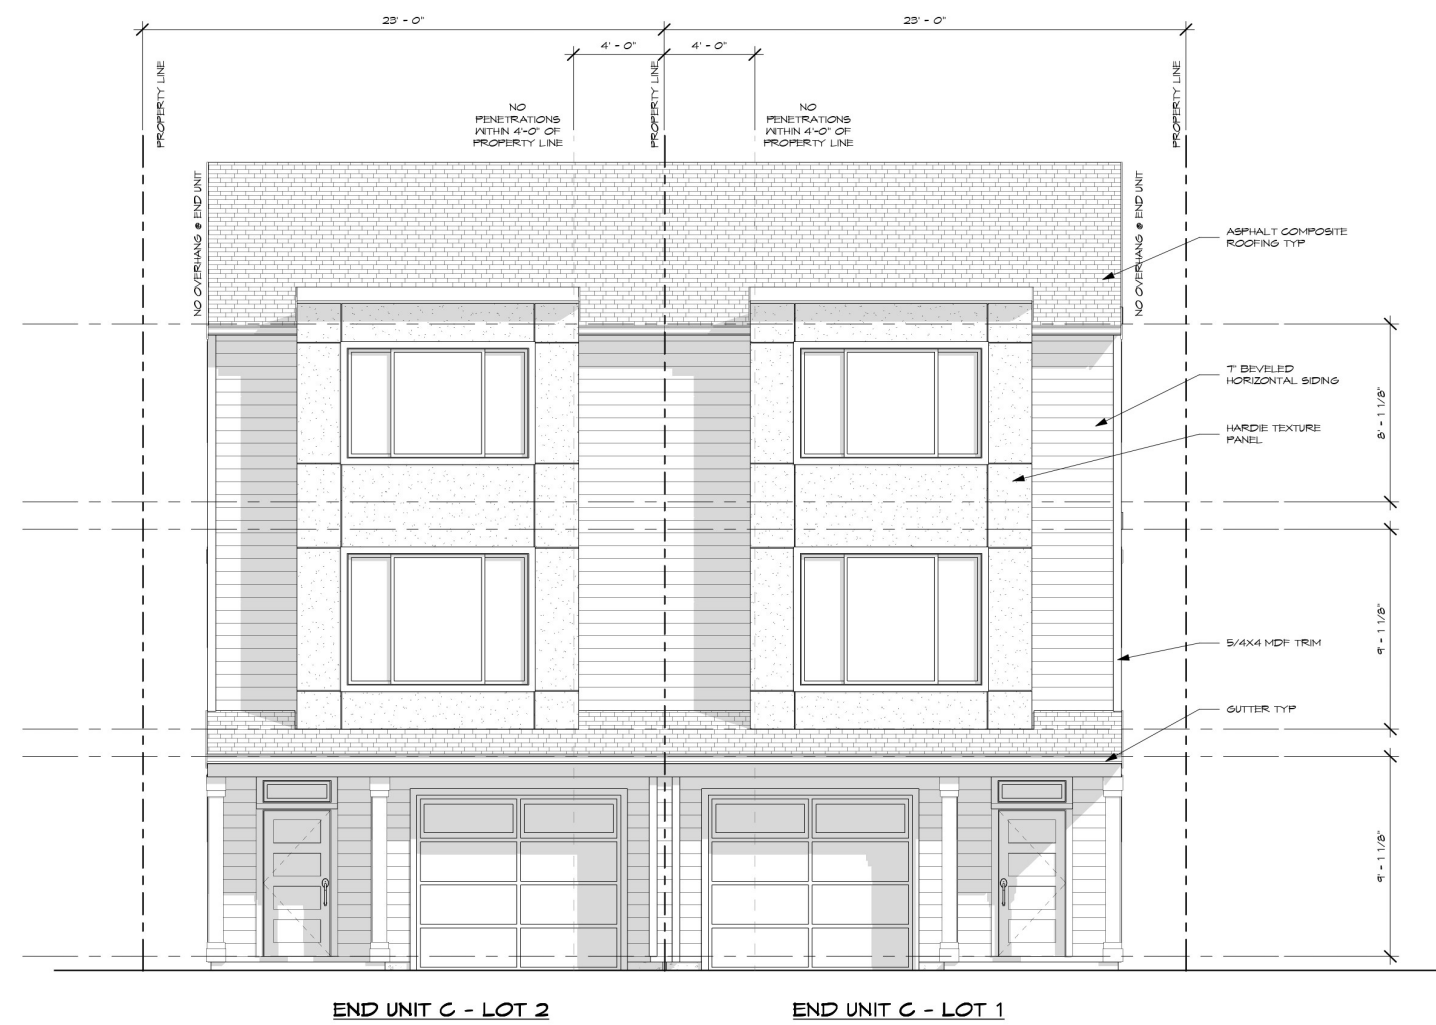 23' - 0"
23' - 0"
4' - 0"
4' - 0"
PROPERTY LINE
PROPERTY LINE
PROPERTY LINE
NO
PENETRATIONS
WITHIN 4'-0" OF
PROPERTY LINE
NO
PENETRATIONS
WITHIN 4'-0" OF
PROPERTY LINE
NO OVERHANG @ END UNIT
NO OVERHANG @ END UNIT
ASPHALT COMPOSITE
ROOFING TYP
7" BEVELED
HORIZONTAL SIDING
8' - 1 1/8"
HARDIE TEXTURE
PANEL
9' - 1 1/8"
5/4X4 MDF TRIM
GUTTER TYP
9' - 1 1/8"
END UNIT C - LOT 2
END UNIT C - LOT 1